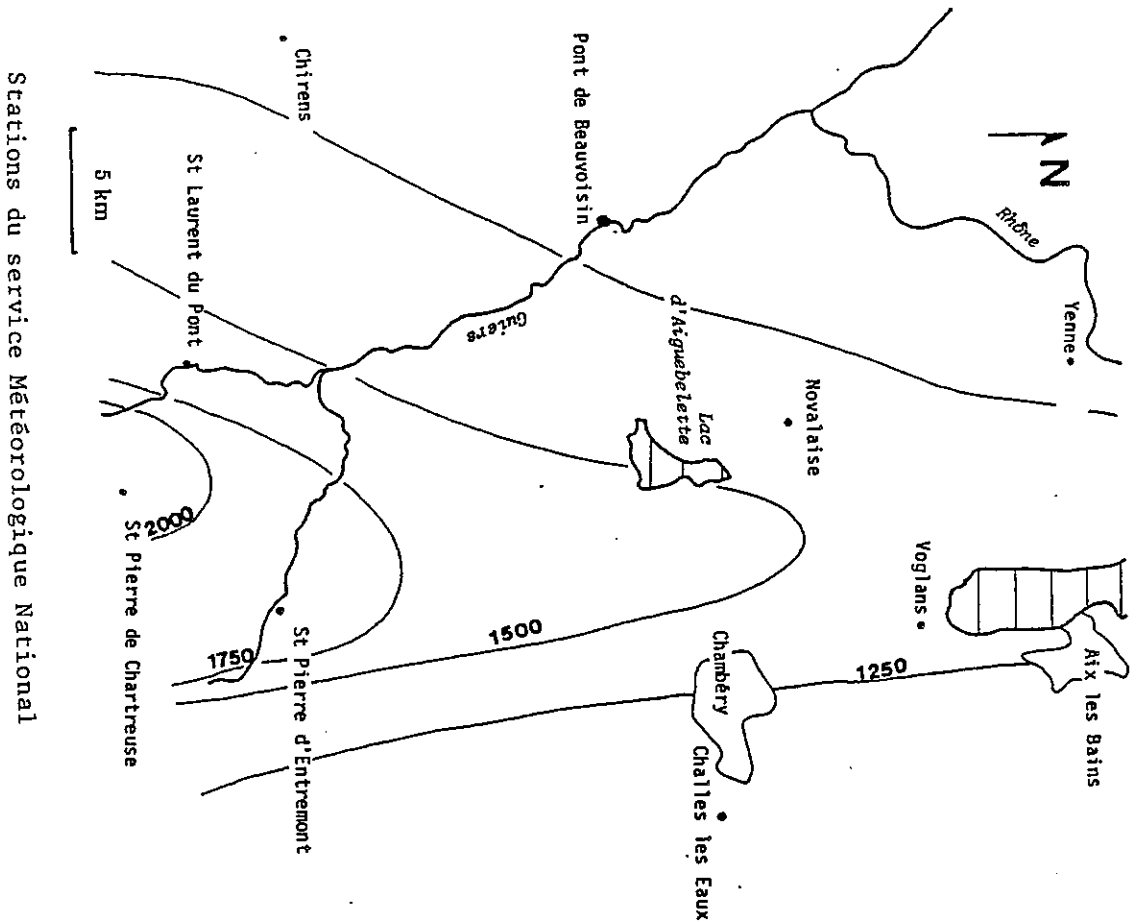 N
Rhône
Yenne
Pont de Beauvoisin
Chirens
Guiers
Lac
d'Aiguebelette
Novalaise
St Laurent du Pont
5 km
Voglans
Aix les Bains
1250
Chambéry
Challes les Eaux
1500
1750
2000
St Pierre d'Entremont
St Pierre de Chartreuse
Stations du service Météorologique National